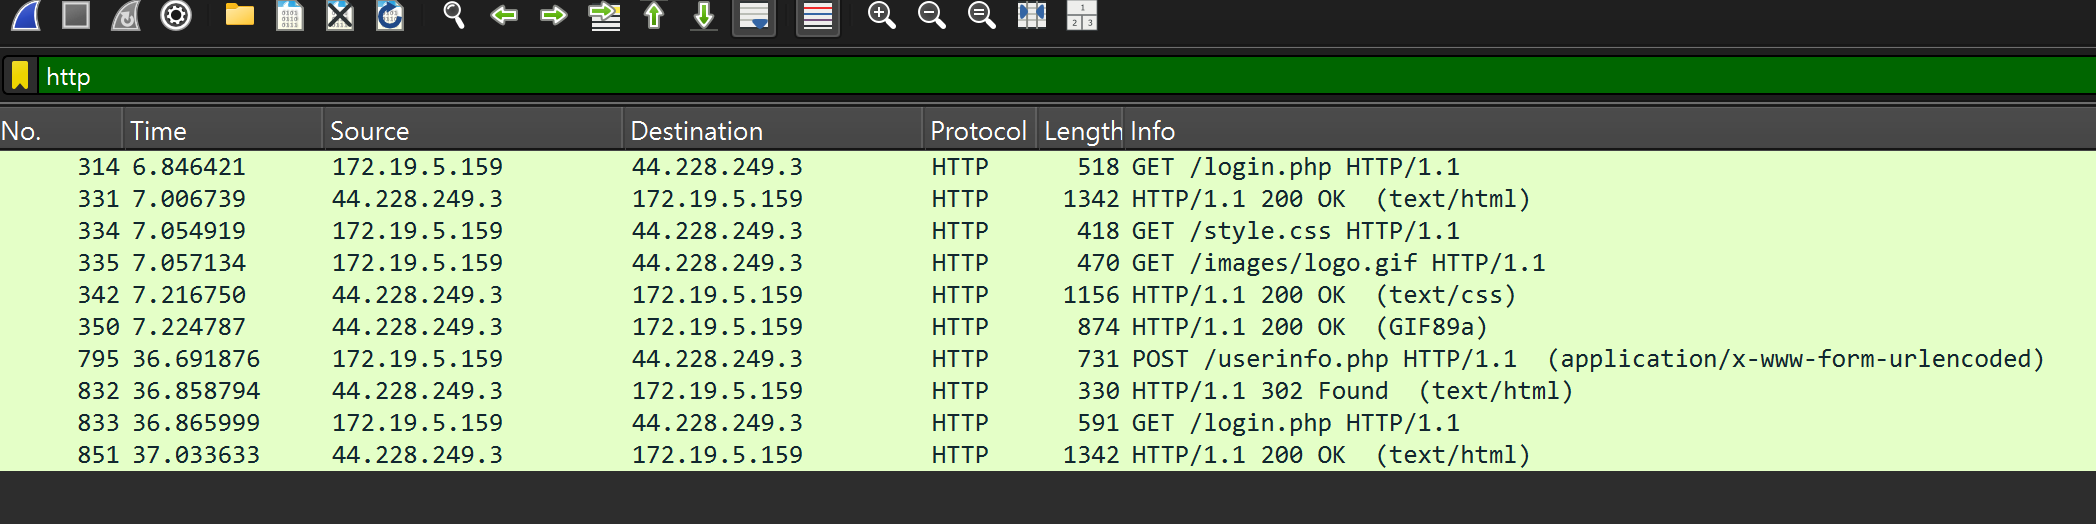 http
No. Time Source Destination Protocol Length Info
314 6.846421 172.19.5.159 44.228.249.3 HTTP 518 GET /login.php HTTP/1.1
331 7.006739 44.228.249.3 172.19.5.159 HTTP 1342 HTTP/1.1 200 OK (text/html)
334 7.054919 172.19.5.159 44.228.249.3 HTTP 418 GET /style.css HTTP/1.1
335 7.057134 172.19.5.159 44.228.249.3 HTTP 470 GET /images/logo.gif HTTP/1.1
342 7.216750 44.228.249.3 172.19.5.159 HTTP 1156 HTTP/1.1 200 OK (text/css)
350 7.224787 44.228.249.3 172.19.5.159 HTTP 874 HTTP/1.1 200 OK (GIF89a)
795 36.691876 172.19.5.159 44.228.249.3 HTTP 731 POST /userinfo.php HTTP/1.1 (application/x-www-form-urlencoded)
832 36.858794 44.228.249.3 172.19.5.159 HTTP 330 HTTP/1.1 302 Found (text/html)
833 36.865999 172.19.5.159 44.228.249.3 HTTP 591 GET /login.php HTTP/1.1
851 37.033633 44.228.249.3 172.19.5.159 HTTP 1342 HTTP/1.1 200 OK (text/html)